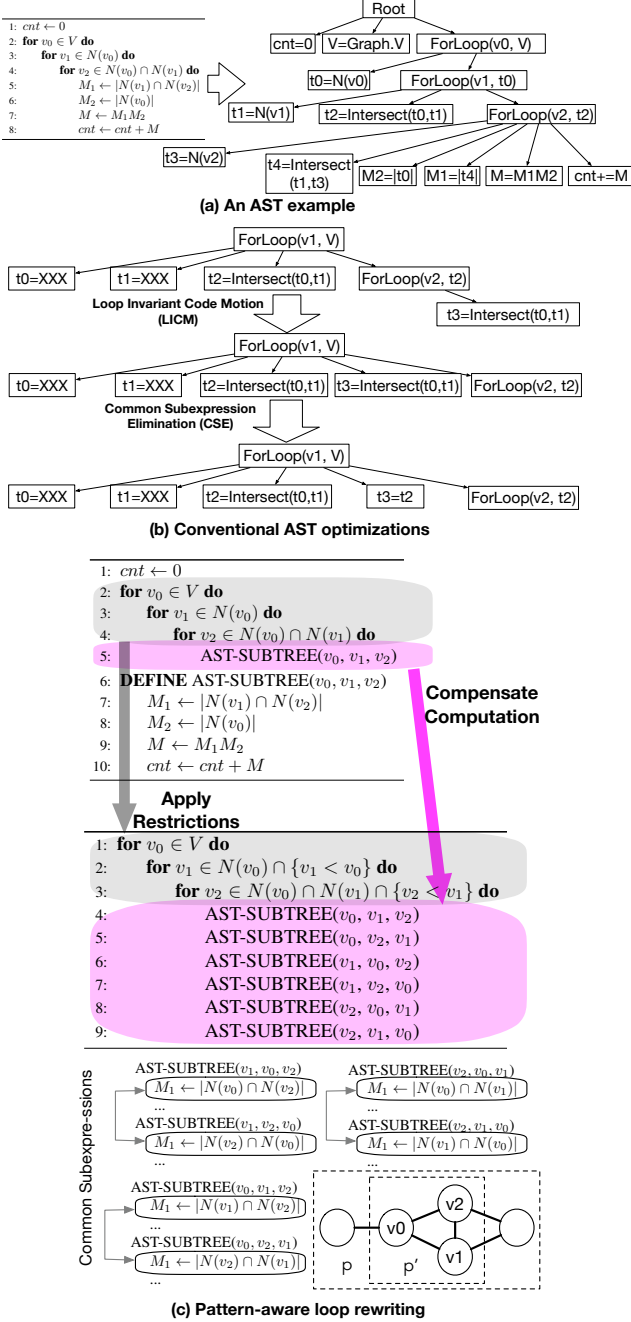 1: cnt ← 0
2: for v₀ ∈ V do
3: for v₁ ∈ N(v₀) do
4: for v₂ ∈ N(v₀) ∩ N(v₁) do
5: M₁ ← |N(v₁) ∩ N(v₂)|
6: M₂ ← |N(v₀)|
7: M ← M₁M₂
8: cnt ← cnt + M
Root
cnt=0 V=Graph.V ForLoop(v0, V)
t0=N(v0) ForLoop(v1, t0)
t1=N(v1) t2=Intersect(t0,t1) ForLoop(v2, t2)
t3=N(v2)
t4=Intersect
(t1,t3)
M2=|t0| M1=|t4| M=M1M2 cnt+=M
(a) An AST example
ForLoop(v1, V)
t0=XXX t1=XXX t2=Intersect(t0,t1) ForLoop(v2, t2)
t3=Intersect(t0,t1)
Loop Invariant Code Motion
(LICM)
ForLoop(v1, V)
t0=XXX t1=XXX t2=Intersect(t0,t1) t3=Intersect(t0,t1) ForLoop(v2, t2)
Common Subexpression
Elimination (CSE)
ForLoop(v1, V)
t0=XXX t1=XXX t2=Intersect(t0,t1) t3=t2 ForLoop(v2, t2)
(b) Conventional AST optimizations
1: cnt ← 0
2: for v₀ ∈ V do
3: for v₁ ∈ N(v₀) do
4: for v₂ ∈ N(v₀) ∩ N(v₁) do
5: AST-SUBTREE(v₀, v₁, v₂)
6: DEFINE AST-SUBTREE(v₀, v₁, v₂)
7: M₁ ← |N(v₁) ∩ N(v₂)|
8: M₂ ← |N(v₀)|
9: M ← M₁M₂
10: cnt ← cnt + M
Compensate
Computation
Apply
Restrictions
1: for v₀ ∈ V do
2: for v₁ ∈ N(v₀) ∩ {v₁ < v₀} do
3: for v₂ ∈ N(v₀) ∩ N(v₁) ∩ {v₂ < v₁} do
4: AST-SUBTREE(v₀, v₁, v₂)
5: AST-SUBTREE(v₀, v₂, v₁)
6: AST-SUBTREE(v₁, v₀, v₂)
7: AST-SUBTREE(v₁, v₂, v₀)
8: AST-SUBTREE(v₂, v₀, v₁)
9: AST-SUBTREE(v₂, v₁, v₀)
Common Subexpre-ssions
AST-SUBTREE(v₁, v₀, v₂)
M₁ ← |N(v₀) ∩ N(v₂)|
...
AST-SUBTREE(v₁, v₂, v₀)
M₁ ← |N(v₂) ∩ N(v₀)|
...
AST-SUBTREE(v₂, v₀, v₁)
M₁ ← |N(v₀) ∩ N(v₁)|
...
AST-SUBTREE(v₂, v₁, v₀)
M₁ ← |N(v₁) ∩ N(v₀)|
...
AST-SUBTREE(v₀, v₁, v₂)
M₁ ← |N(v₁) ∩ N(v₂)|
...
AST-SUBTREE(v₀, v₂, v₁)
M₁ ← |N(v₂) ∩ N(v₁)|
...
v2
v0
v1
p p'
(c) Pattern-aware loop rewriting